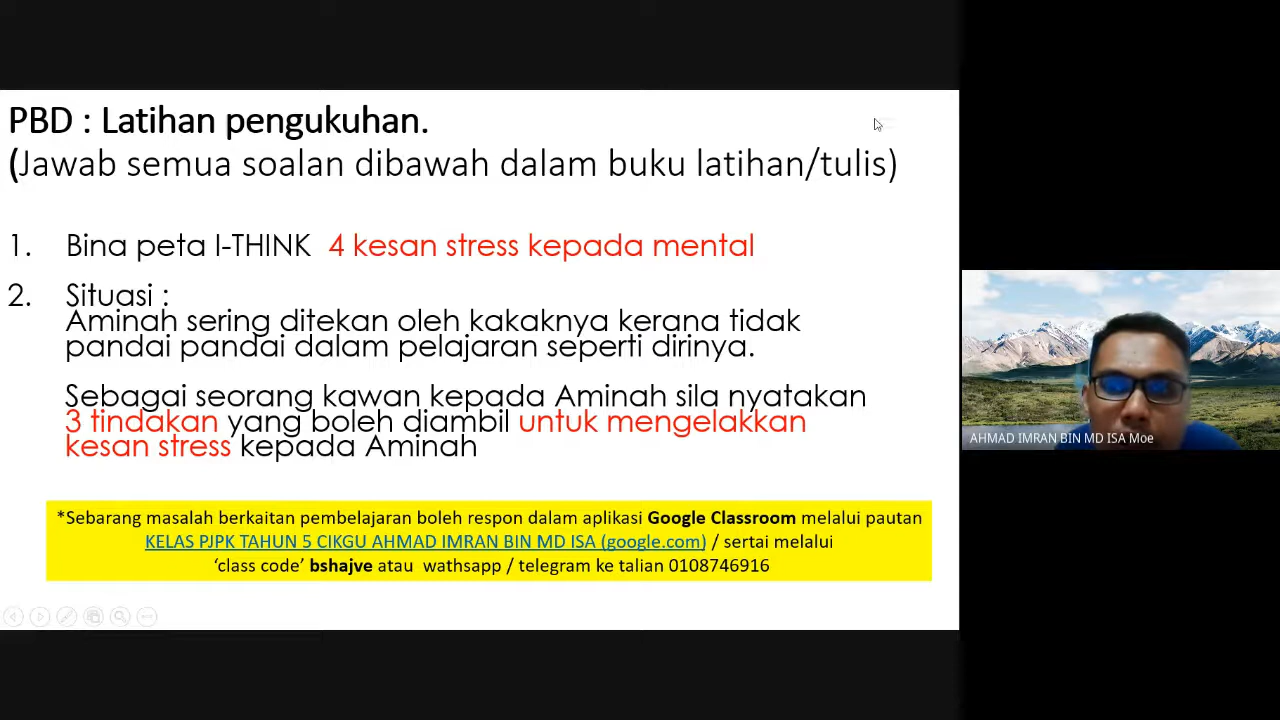 PBD : Latihan pengukuhan.
(Jawab semua soalan dibawah dalam buku latihan/tulis)
1. Bina peta I-THINK 4 kesan stress kepada mental
2. Situasi :
Aminah sering ditekan oleh kakaknya kerana tidak
pandai pandai dalam pelajaran seperti dirinya.
Sebagai seorang kawan kepada Aminah sila nyatakan
3 tindakan yang boleh diambil untuk mengelakkan
kesan stress kepada Aminah
*Sebarang masalah berkaitan pembelajaran boleh respon dalam aplikasi Google Classroom melalui pautan
KELAS PJPK TAHUN 5 CIKGU AHMAD IMRAN BIN MD ISA (google.com) / sertai melalui
‘class code’ bshajve atau wathsapp / telegram ke talian 0108746916
AHMAD IMRAN BIN MD ISA Moe